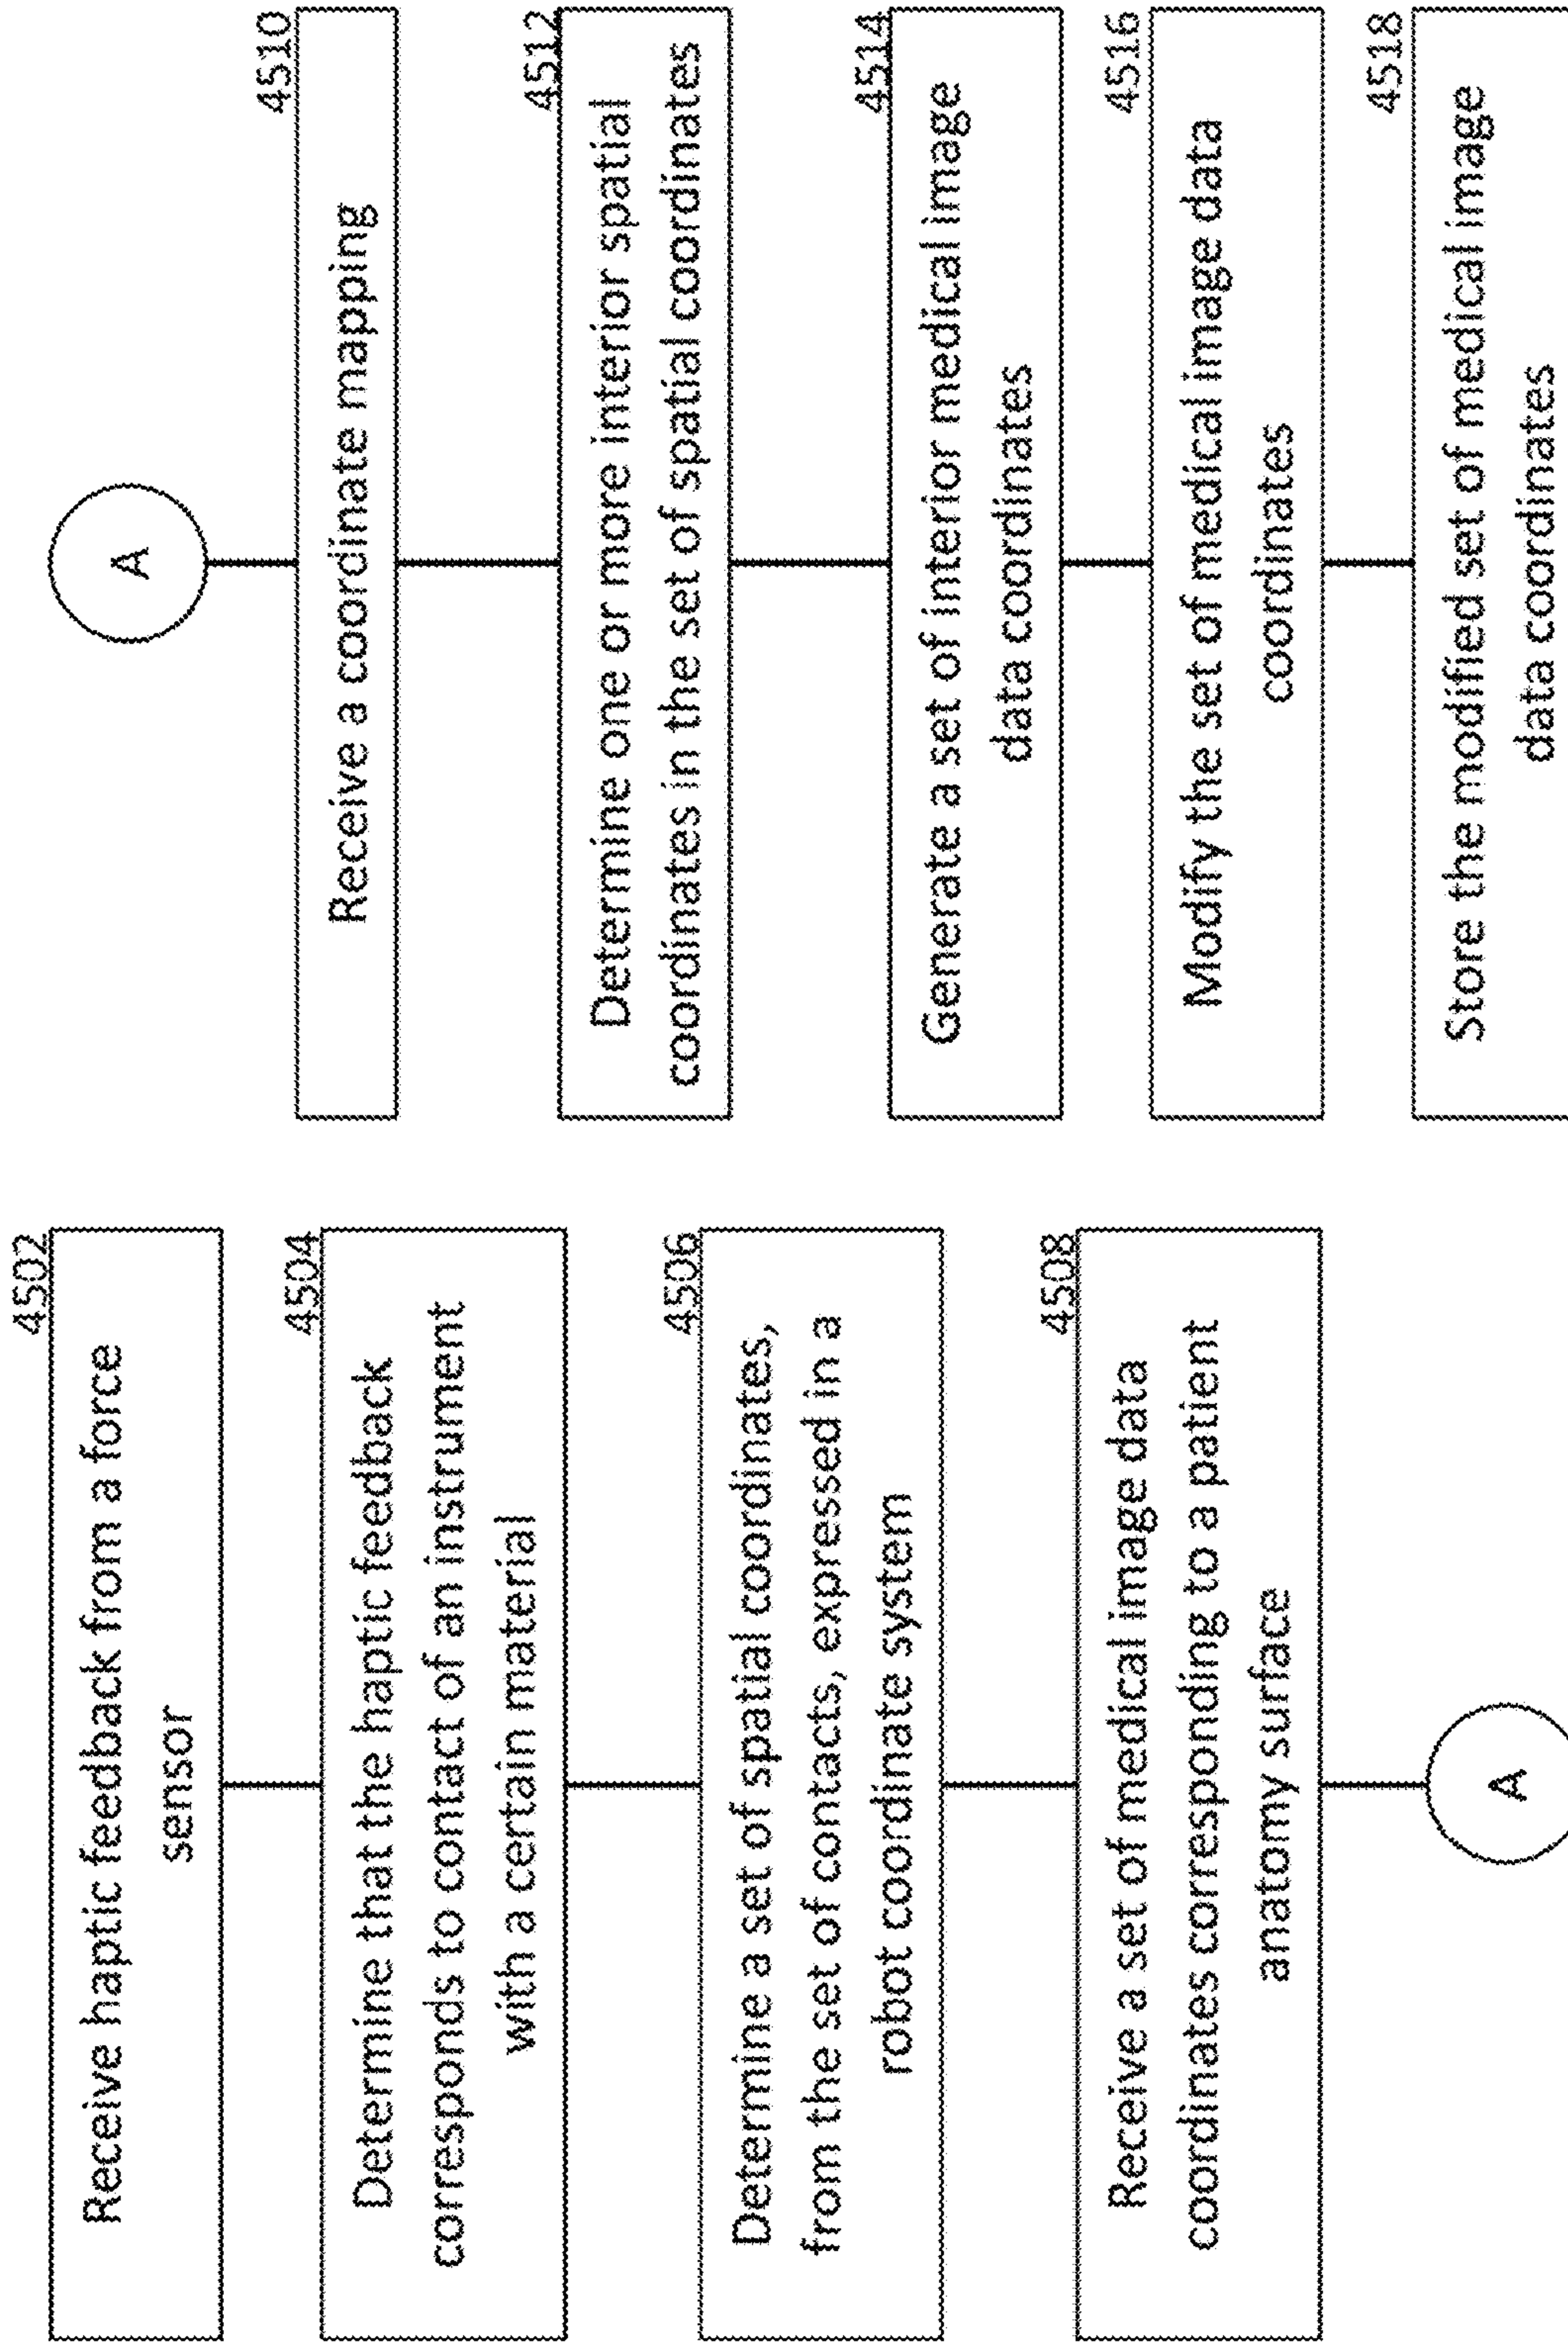 4502
Receive haptic feedback from a force
sensor
4504
Determine that the haptic feedback
corresponds to contact of an instrument
with a certain material
4506
Determine a set of spatial coordinates,
from the set of contacts, expressed in a
robot coordinate system
4508
Receive a set of medical image data
coordinates corresponding to a patient
anatomy surface
A
A
4510
Receive a coordinate mapping
4512
Determine one or more interior spatial
coordinates in the set of spatial coordinates
4514
Generate a set of interior medical image
data coordinates
4516
Modify the set of medical image data
coordinates
4518
Store the modified set of medical image
data coordinates